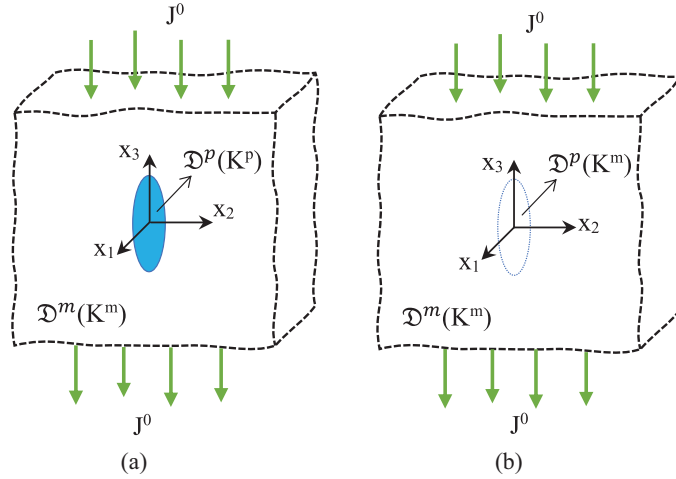 J⁰ J⁰
x₃ 𝔇ᵖ(Kᵖ) x₃ 𝔇ᵖ(Kᵐ)
x₂ x₂
x₁ x₁
𝔇ᵐ(Kᵐ) 𝔇ᵐ(Kᵐ)
J⁰ J⁰
(a) (b)